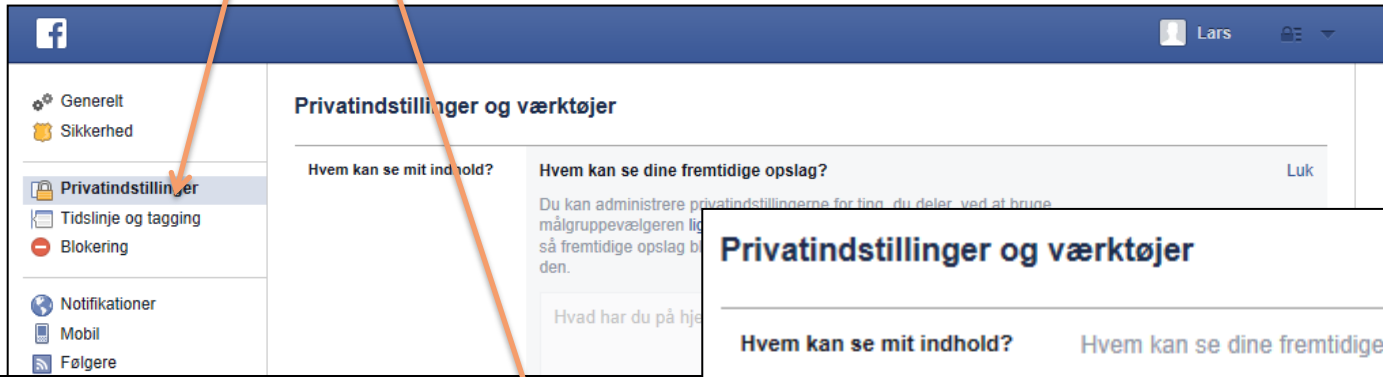 f
Lars
Generelt
Sikkerhed
Privatindstillinger
Tidslinje og tagging
Blokering
Notifikationer
Mobil
Følgere
Privatindstillinger og værktøjer
Hvem kan se mit indhold?
Hvem kan se dine fremtidige opslag?
Luk
Du kan administrere privatindstillingerne for ting, du deler, ved at bruge
målgruppevælgeren
så fremtidige opslag
den.
Hvad har du på
Privatindstillinger og værktøjer
Hvem kan se mit indhold?
Hvem kan se dine fremtidige